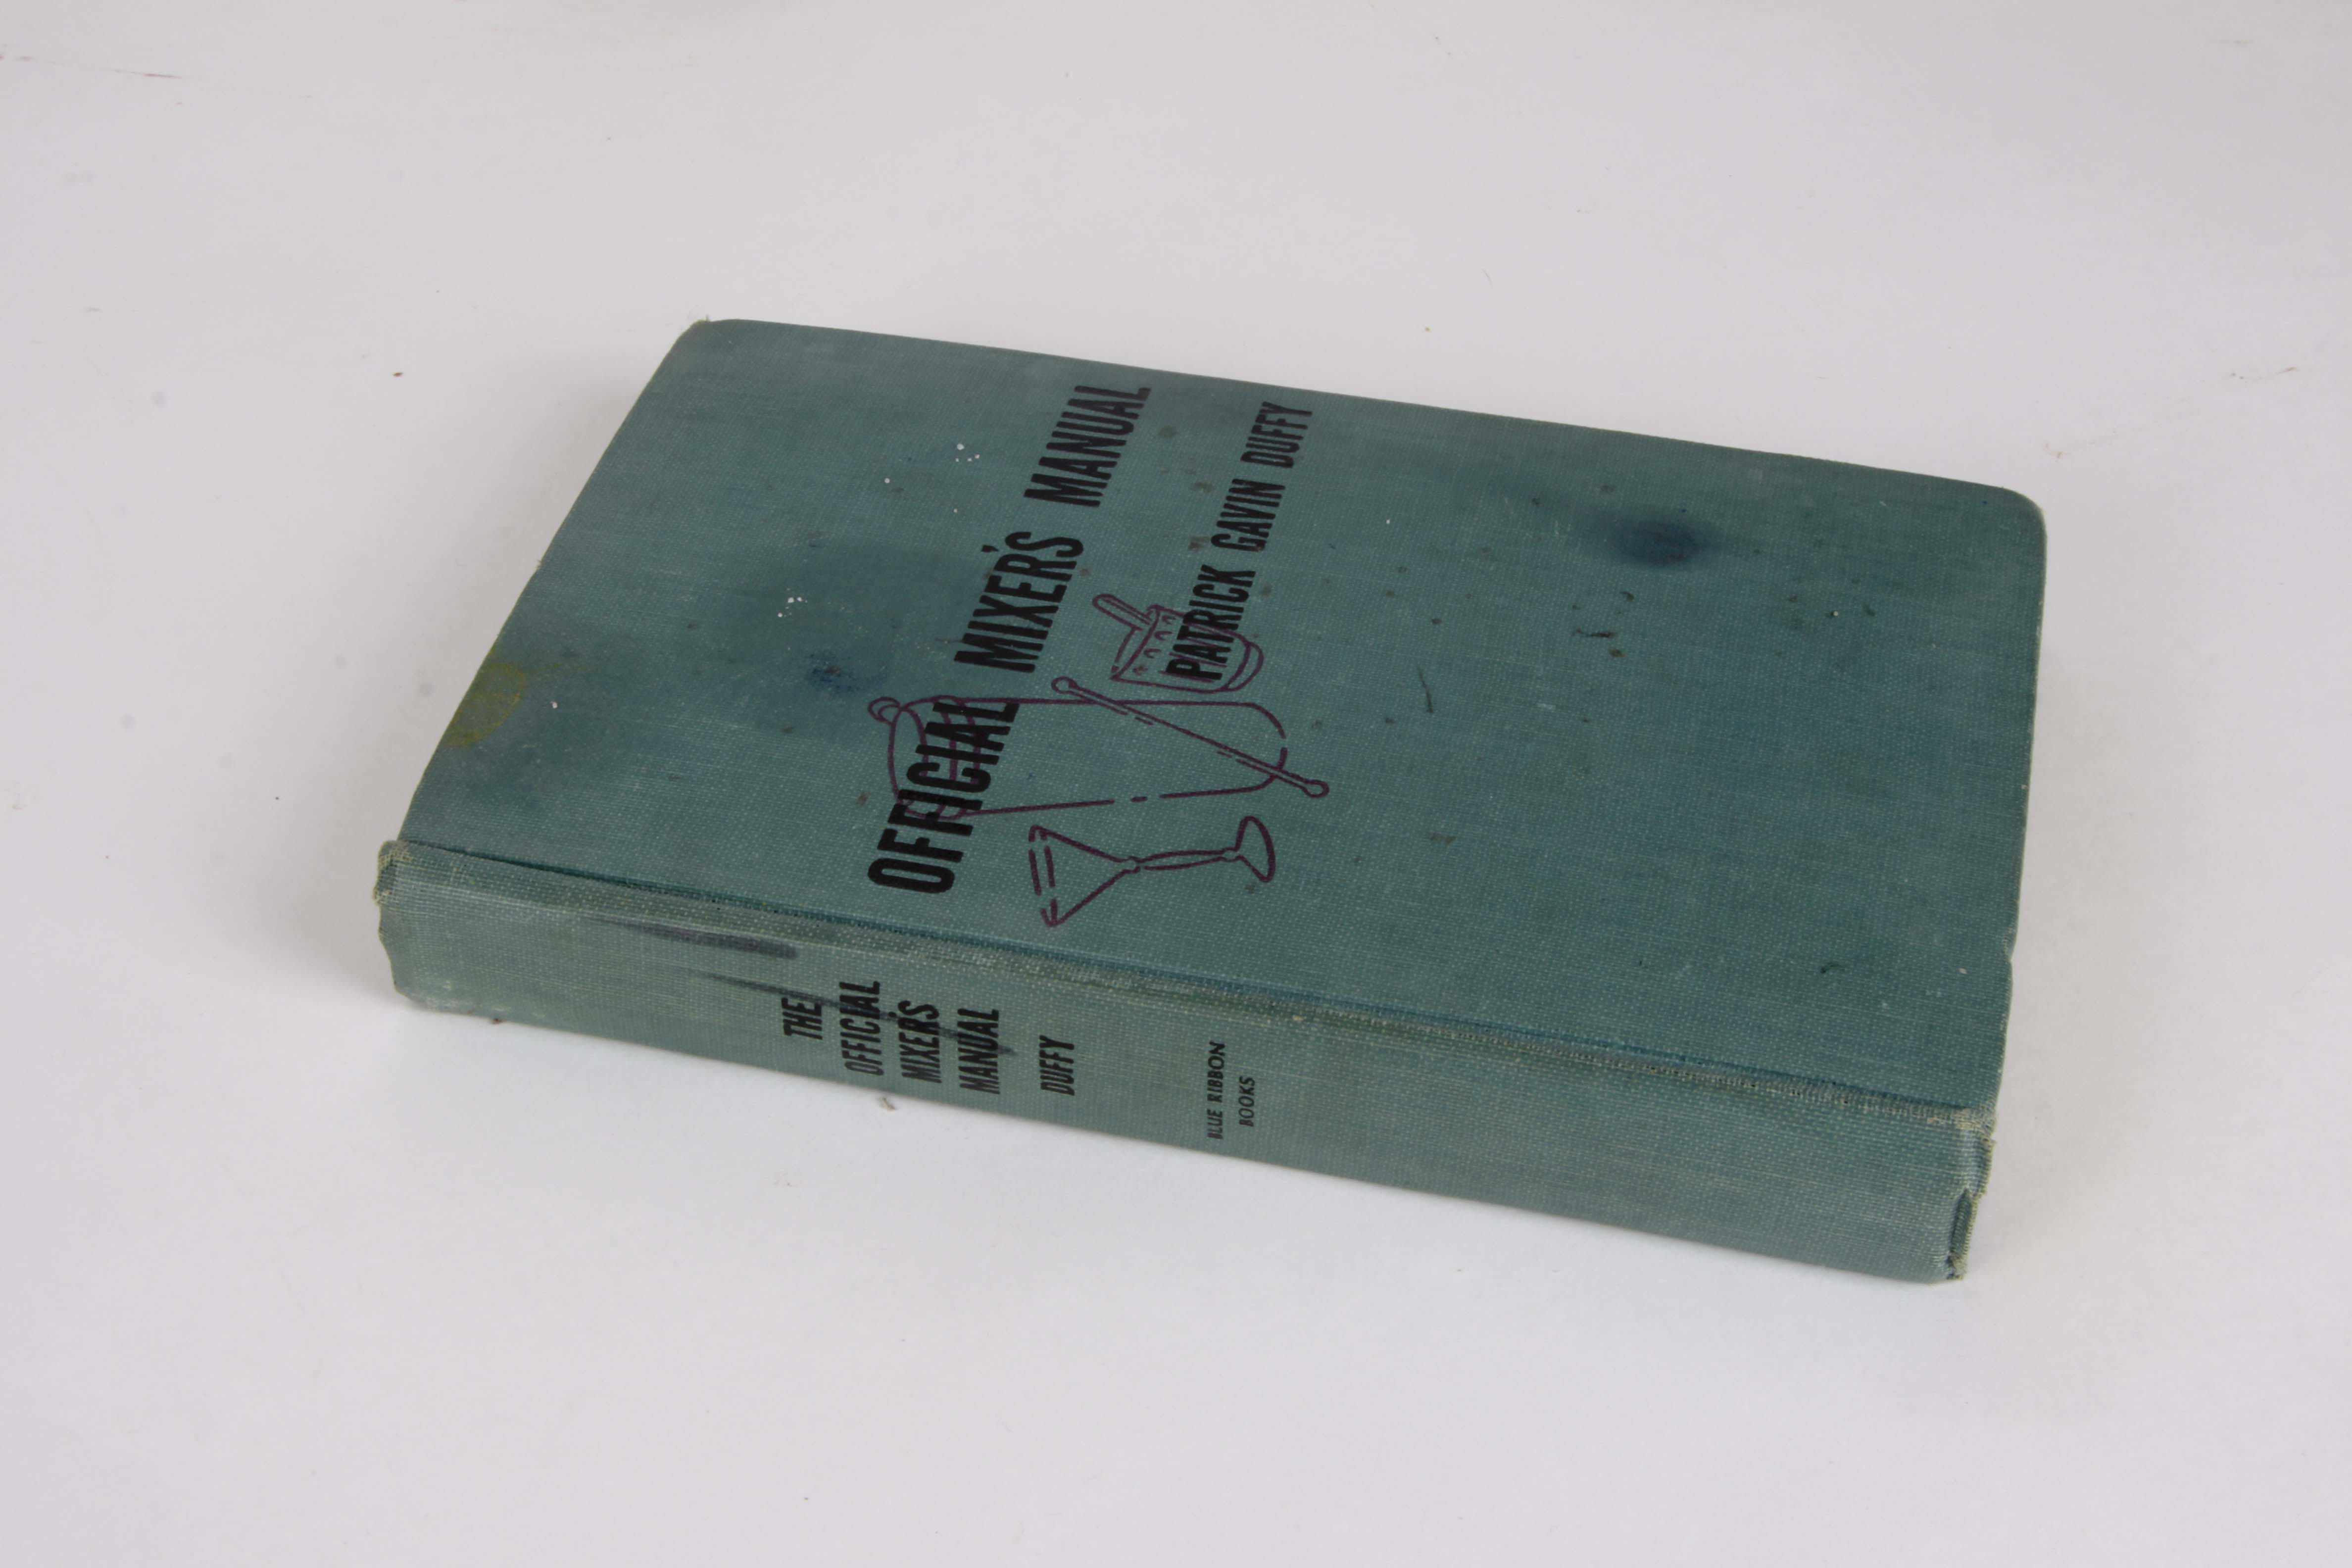 OFFICIAL MIXER'S MANUAL
PATRICK GAVIN DUFFY
THE
OFFICIAL
MIXER'S
MANUAL
DUFFY
BLUE RIBBON
BOOKS